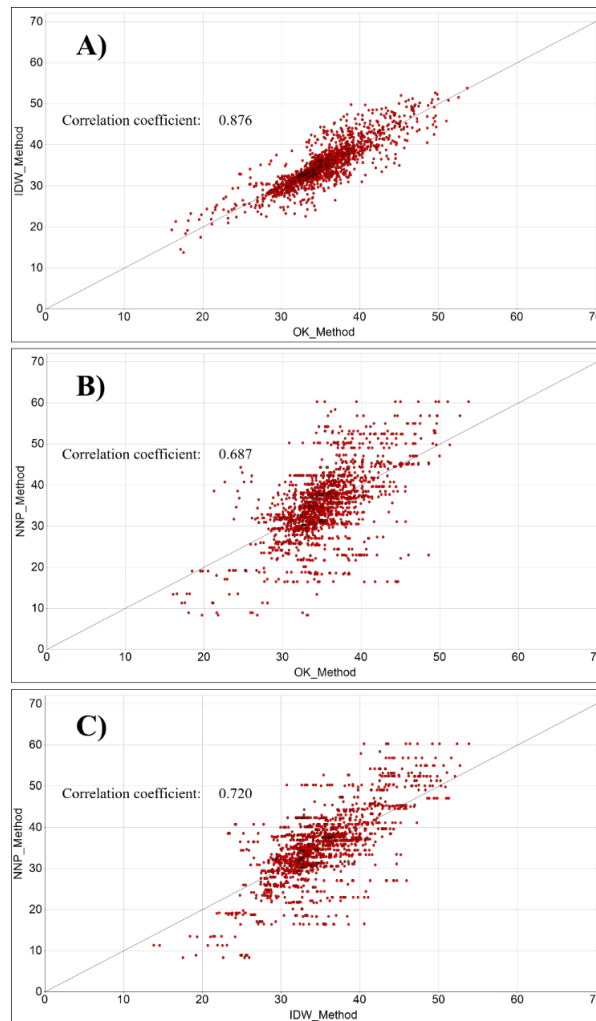 A)
70
60
50
Correlation coefficient: 0.876
40
IDW_Method
30
20
10
0
0 10 20 30 40 50 60 70
OK_Method
B)
70
60
50
Correlation coefficient: 0.687
40
NNP_Method
30
20
10
0
0 10 20 30 40 50 60 70
OK_Method
C)
70
60
50
Correlation coefficient: 0.720
40
NNP_Method
30
20
10
0
0 10 20 30 40 50 60 70
IDW_Method